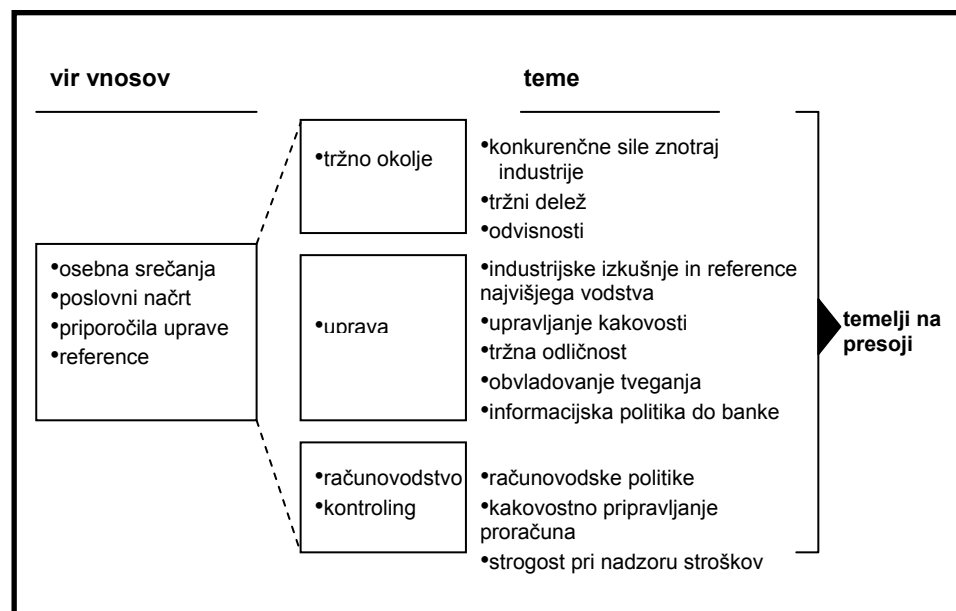 vir vnosov
teme
•osebna srečanja
•poslovni načrt
•priporočila uprave
•reference
•tržno okolje
•konkurenčne sile znotraj
industrije
•tržni delež
•odvisnosti
•uprava
•industrijske izkušnje in reference
najvišjega vodstva
•upravljanje kakovosti
•tržna odličnost
•obvladovanje tveganja
•informacijska politika do banke
•računovodstvo
•kontroling
•računovodske politike
•kakovostno pripravljanje
proračuna
•strogost pri nadzoru stroškov
temelji na
presoji